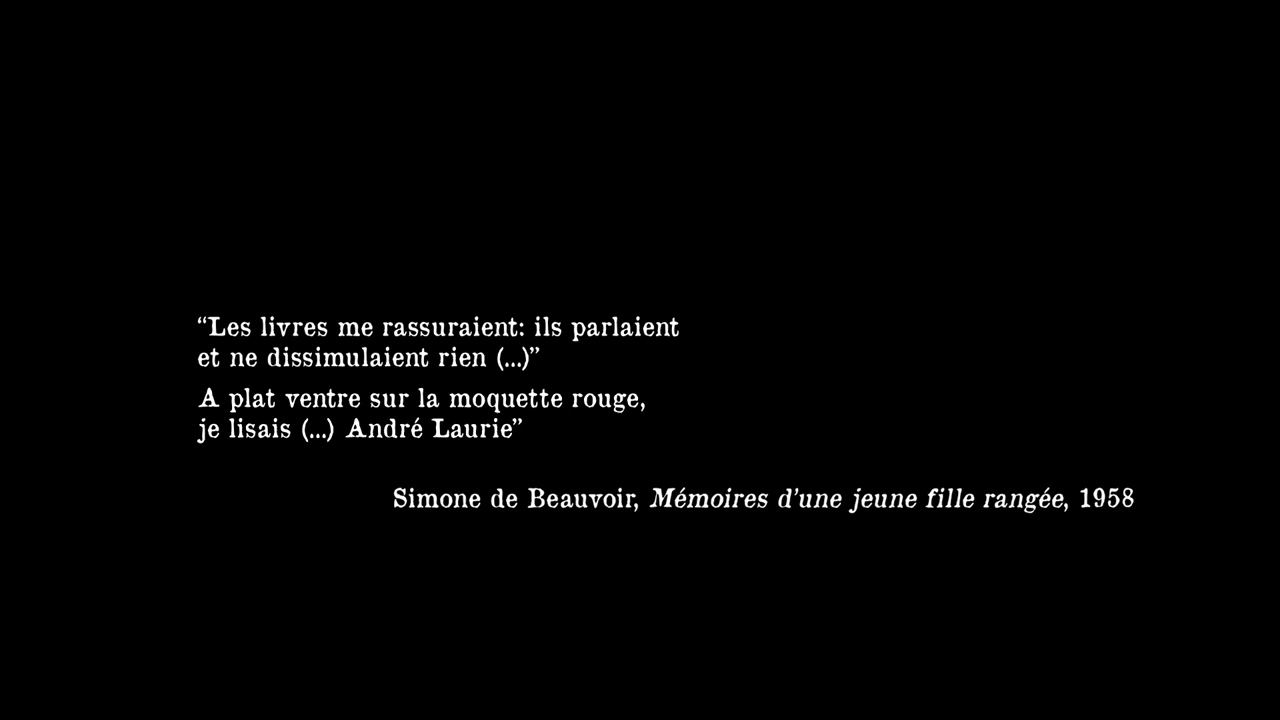 “Les livres me rassuraient: ils parlaient
et ne dissimulaient rien (...)”
A plat ventre sur la moquette rouge,
je lisais (...) André Laurie”
Simone de Beauvoir, Mémoires d’une jeune fille rangée, 1958